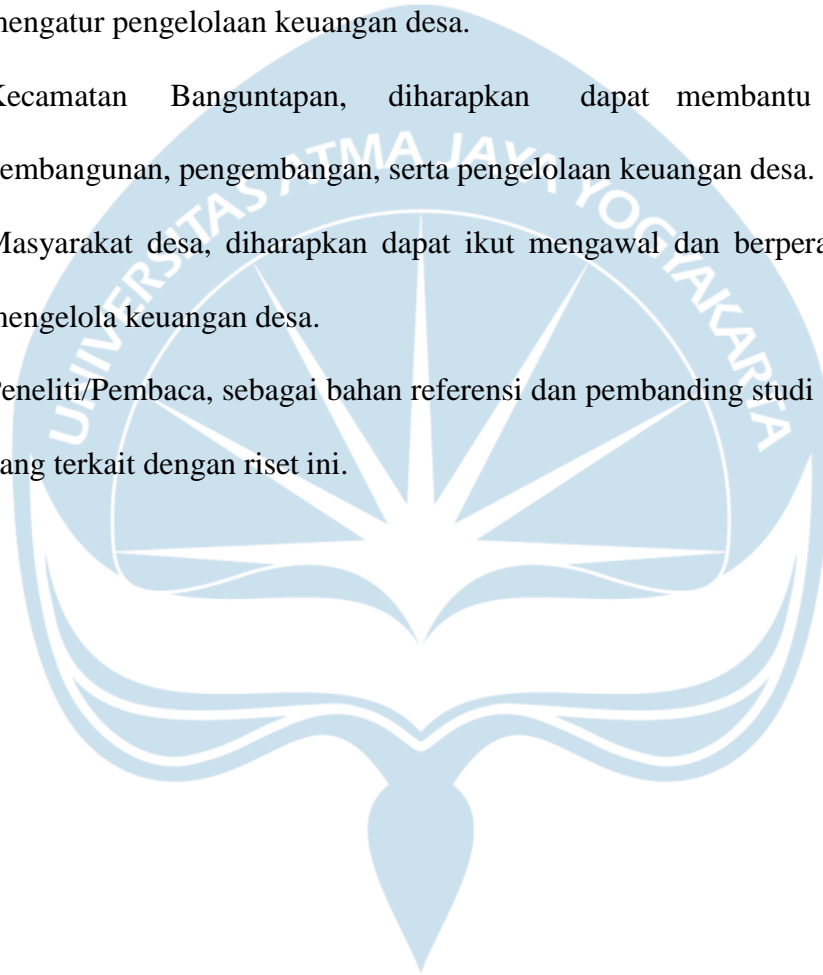 mengatur pengelolaan keuangan desa.
Kecamatan Banguntapan, diharapkan dapat membantu
pembangunan, pengembangan, serta pengelolaan keuangan desa.
Masyarakat desa, diharapkan dapat ikut mengawal dan
mengelola keuangan desa.
Peneliti/Pembaca, sebagai bahan referensi dan pembanding studi
yang terkait dengan riset ini.
UNIVERSITAS ATMA JAYA YOGYAKARTA